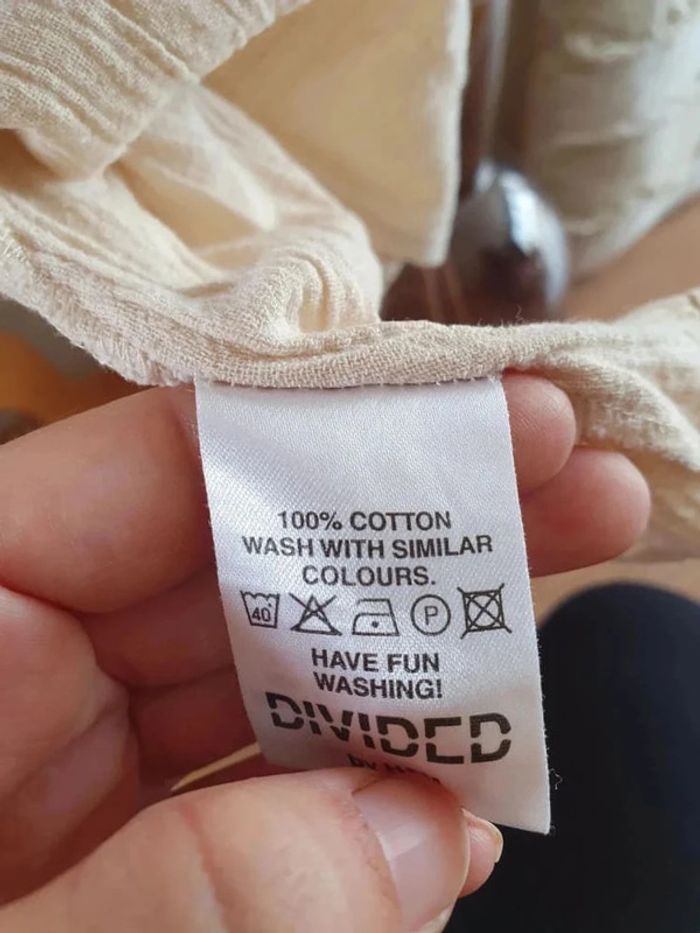 100% COTTON
WASH WITH SIMILAR
COLOURS.
40 P
HAVE FUN
WASHING!
DIVIDED